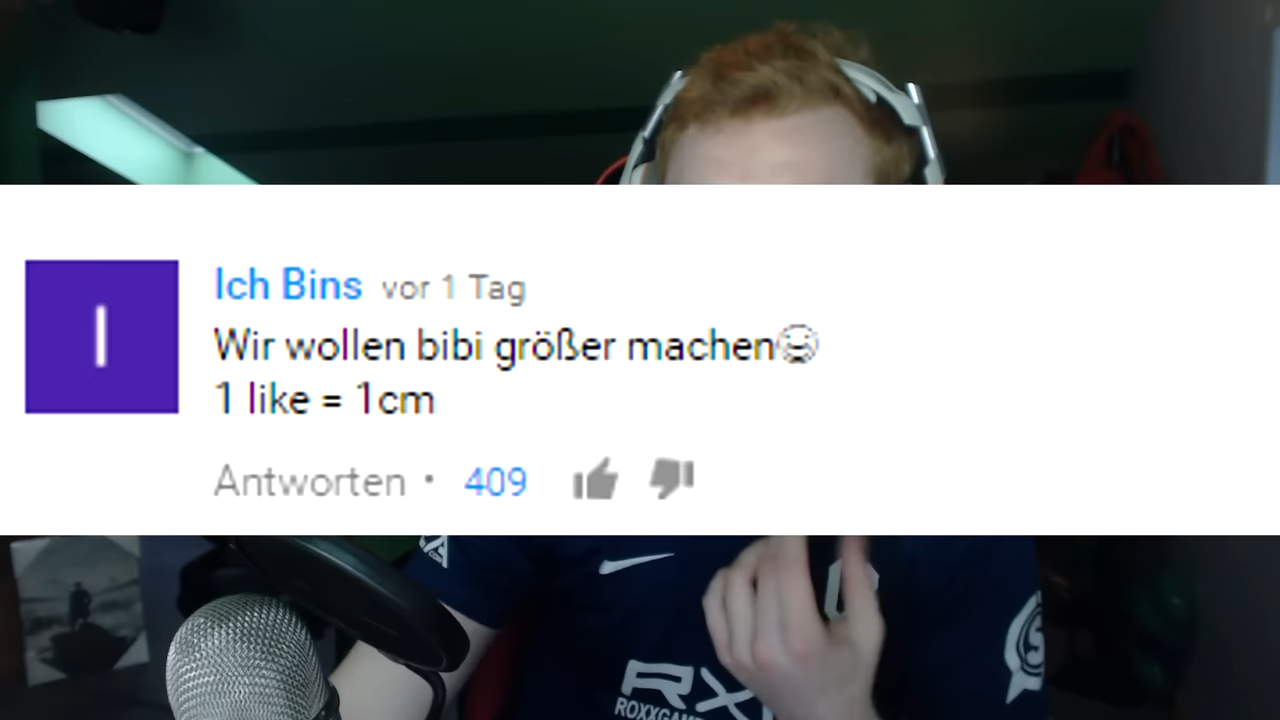 I
Ich Bins vor 1 Tag
Wir wollen bibi größer machen😂
1 like = 1cm
Antworten • 409